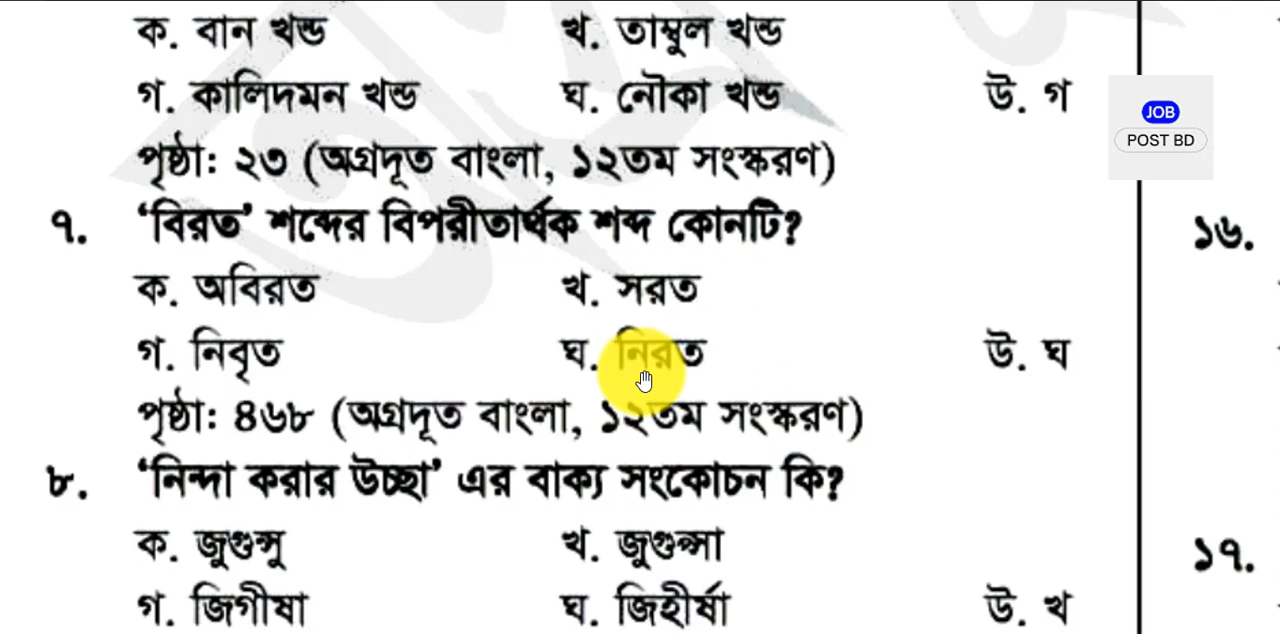 ক. বান খন্ড খ. তাম্বুল খন্ড
গ. কালিদমন খন্ড ঘ. নৌকা খন্ড উ. গ
পৃষ্ঠা: ২৩ (অগ্রদূত বাংলা, ১২তম সংস্করণ)
৭. ‘বিরত’ শব্দের বিপরীতার্থক শব্দ কোনটি?
ক. অবিরত খ. সরত
গ. নিবৃত ঘ. নিরত উ. ঘ
পৃষ্ঠা: ৪৬৮ (অগ্রদূত বাংলা, ১২তম সংস্করণ)
৮. ‘নিন্দা করার উচ্ছা’ এর বাক্য সংকোচন কি?
ক. জুগুপ্সু খ. জুগুপ্সা
গ. জিগীষা ঘ. জিহীর্ষা উ. খ
JOB
POST BD
১৬.
১৭.